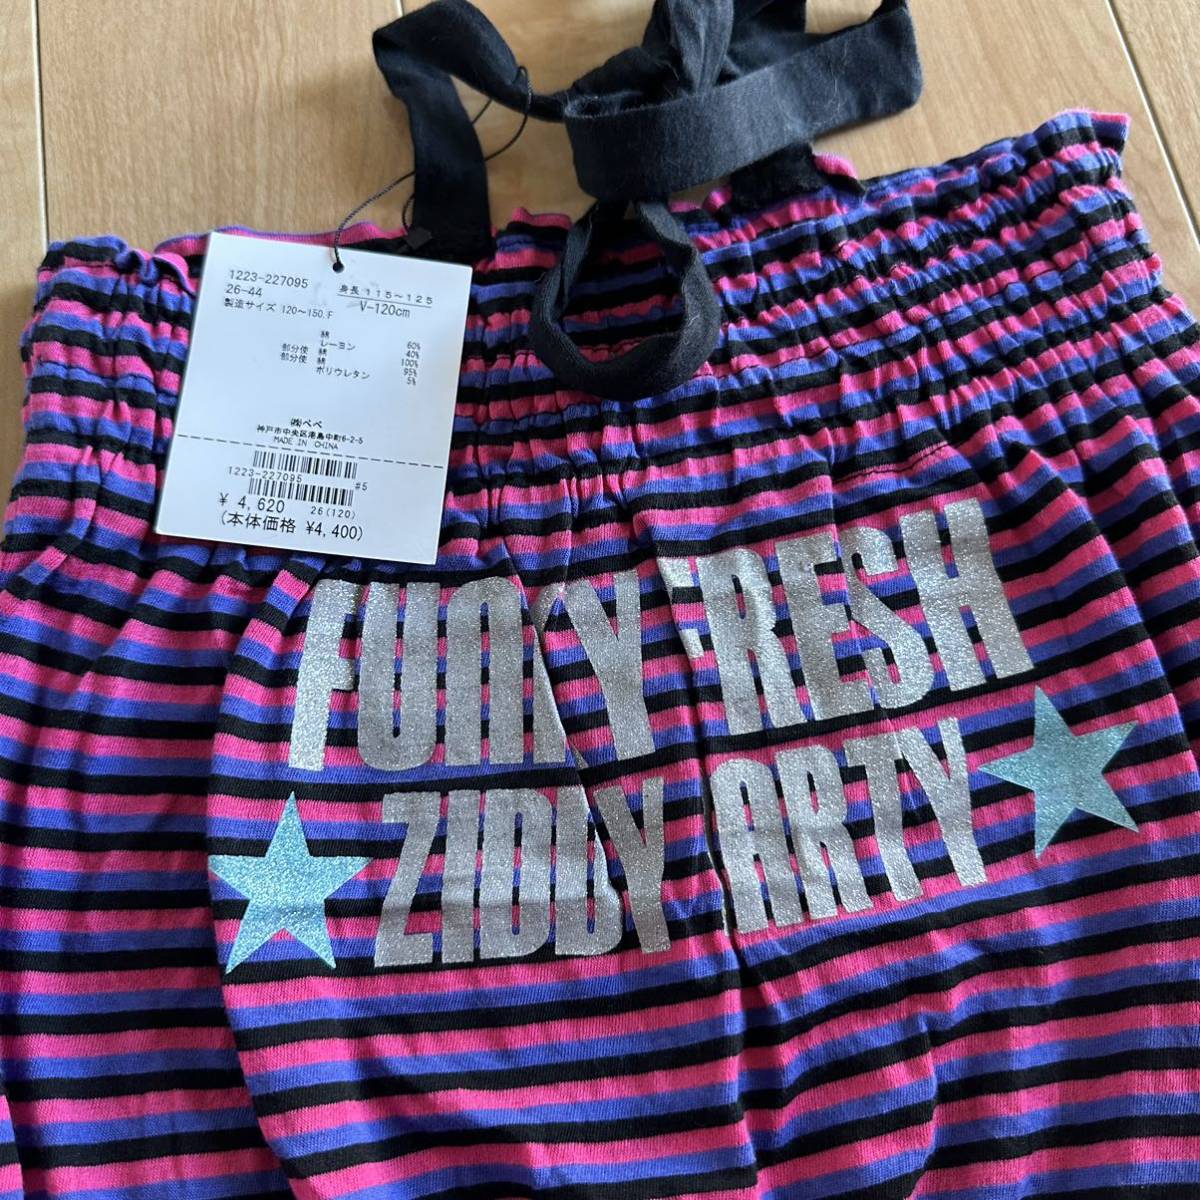 1223-227095
26-44
製造サイズ 120〜150.F
身長 115〜125
V-120cm
綿 60%
レーヨン 40%
部分使 綿 100%
部分使 綿 95%
ポリウレタン 5%
㈱べべ
神戸市中央区港島中町6-2-5
MADE IN CHINA
1223-227095
#5
¥ 4,620
26(120)
(本体価格 ¥4,400)
FUNKY FRESH
ZIDDY ARTY